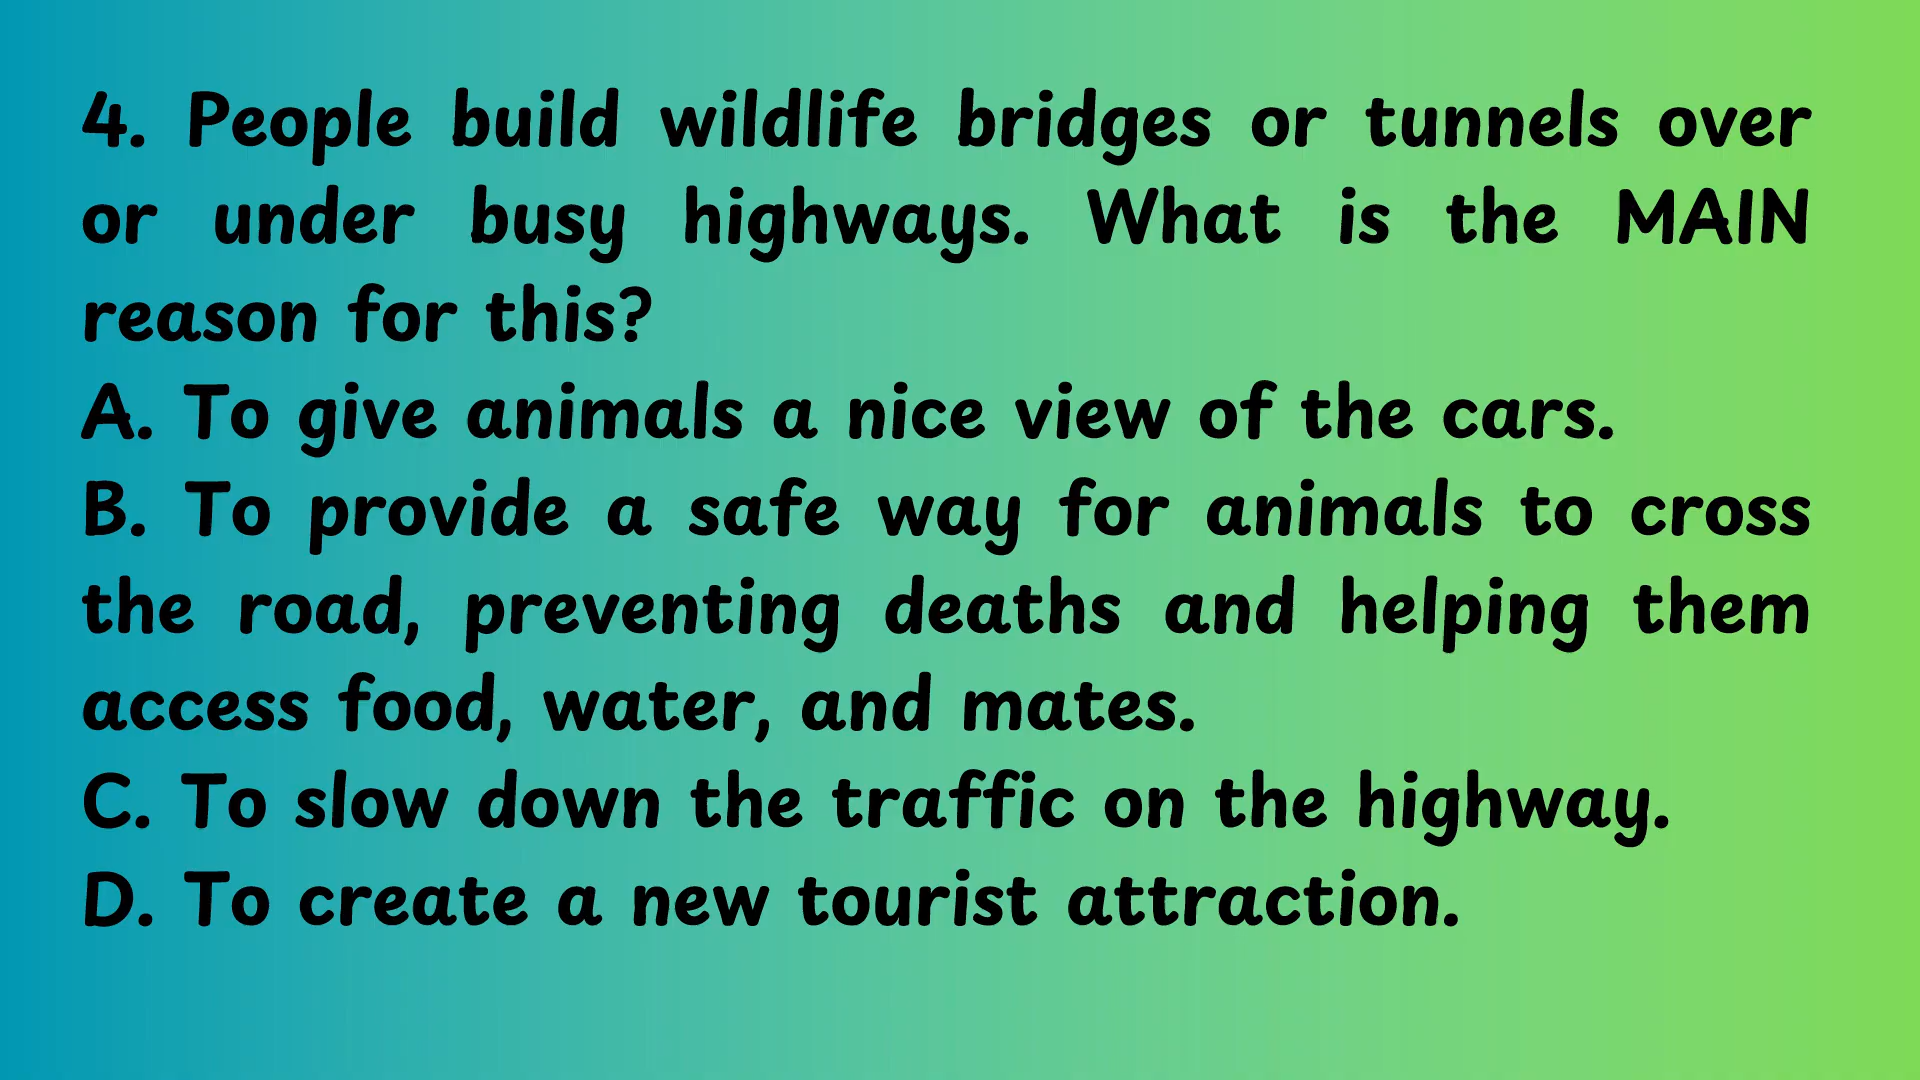 4. People build wildlife bridges or tunnels over
or under busy highways. What is the MAIN
reason for this?
A. To give animals a nice view of the cars.
B. To provide a safe way for animals to cross
the road, preventing deaths and helping them
access food, water, and mates.
C. To slow down the traffic on the highway.
D. To create a new tourist attraction.